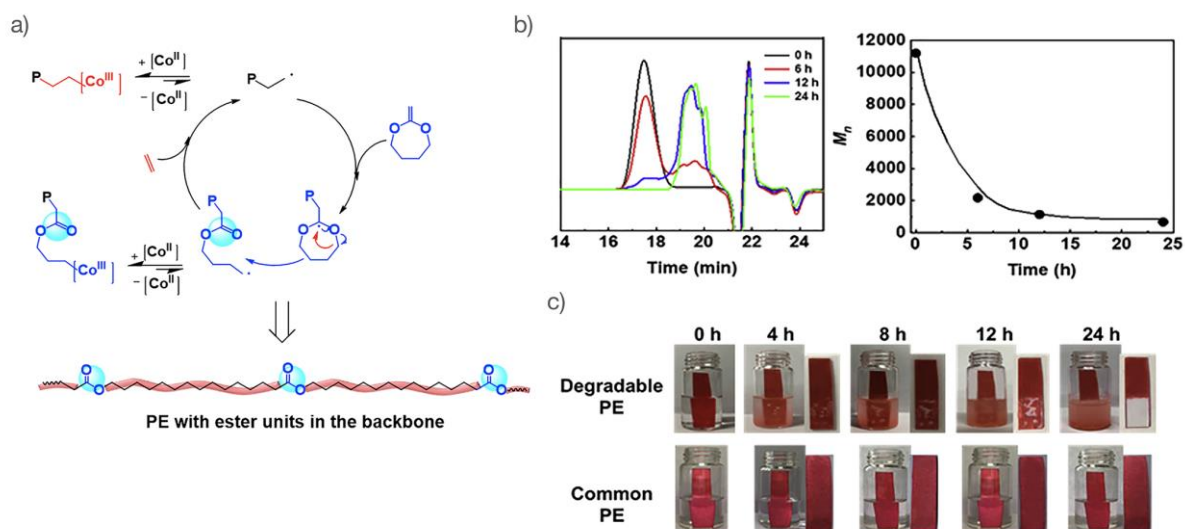 a)
P
[Co^III]
+ [Co^II]
− [Co^II]
P
O O
P
O
O
[Co^III]
+ [Co^II]
− [Co^II]
P
O
O
P
O O
O
O
O
O
O
O
PE with ester units in the backbone
b)
0 h
6 h
12 h
24 h
14 16 18 20 22 24
Time (min)
Mn
12000
10000
8000
6000
4000
2000
0
0 5 10 15 20 25
Time (h)
c)
0 h 4 h 8 h 12 h 24 h
Degradable
PE
Common
PE